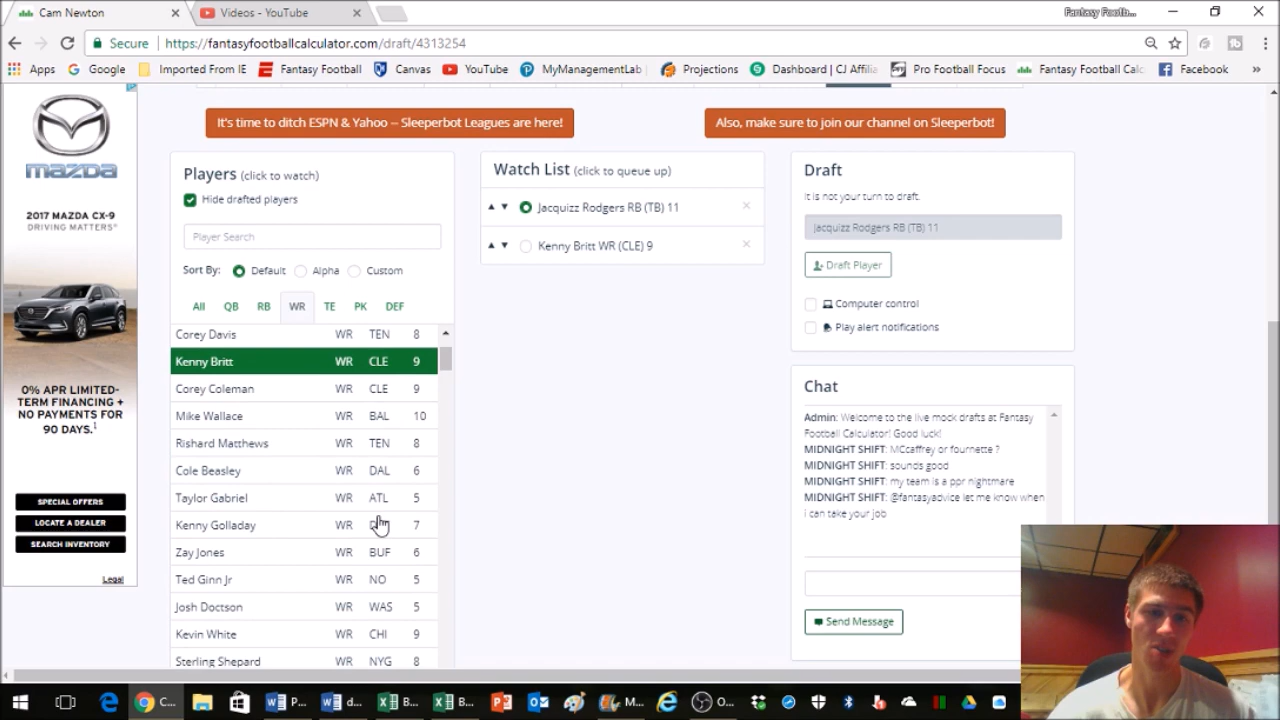 Cam Newton
Videos - YouTube
Fantasy Footb...
Secure
https://fantasyfootballcalculator.com/draft/4313254
Apps
Google
Imported From IE
Fantasy Football
Canvas
YouTube
MyManagementLab
Projections
Dashboard | CJ Affilia
Pro Football Focus
Fantasy Football Calc
Facebook
»
It's time to ditch ESPN & Yahoo -- Sleeperbot Leagues are here!
Also, make sure to join our channel on Sleeperbot!
mazda
2017 MAZDA CX-9
DRIVING MATTERS®
0% APR LIMITED-
TERM FINANCING +
NO PAYMENTS FOR
90 DAYS.1
SPECIAL OFFERS
LOCATE A DEALER
SEARCH INVENTORY
Legal
Players (click to watch)
Hide drafted players
Player Search
Sort By: Default Alpha Custom
All QB RB WR TE PK DEF
Corey Davis WR TEN 8
Kenny Britt WR CLE 9
Corey Coleman WR CLE 9
Mike Wallace WR BAL 10
Rishard Matthews WR TEN 8
Cole Beasley WR DAL 6
Taylor Gabriel WR ATL 5
Kenny Golladay WR 7
Zay Jones WR BUF 6
Ted Ginn Jr WR NO 5
Josh Doctson WR WAS 5
Kevin White WR CHI 9
Sterling Shepard WR NYG 8
Watch List (click to queue up)
Jacquizz Rodgers RB (TB) 11
Kenny Britt WR (CLE) 9
Draft
It is not your turn to draft.
Jacquizz Rodgers RB (TB) 11
Draft Player
Computer control
Play alert notifications
Chat
Admin: Welcome to the live mock drafts at Fantasy
Football Calculator! Good luck!
MIDNIGHT SHIFT: MCcaffrey or fournette ?
MIDNIGHT SHIFT: sounds good
MIDNIGHT SHIFT: my team is a ppr nightmare
MIDNIGHT SHIFT: @fantasyadvice let me know when
i can take your job
Send Message
C...
P...
d...
B...
B...
M...
O...